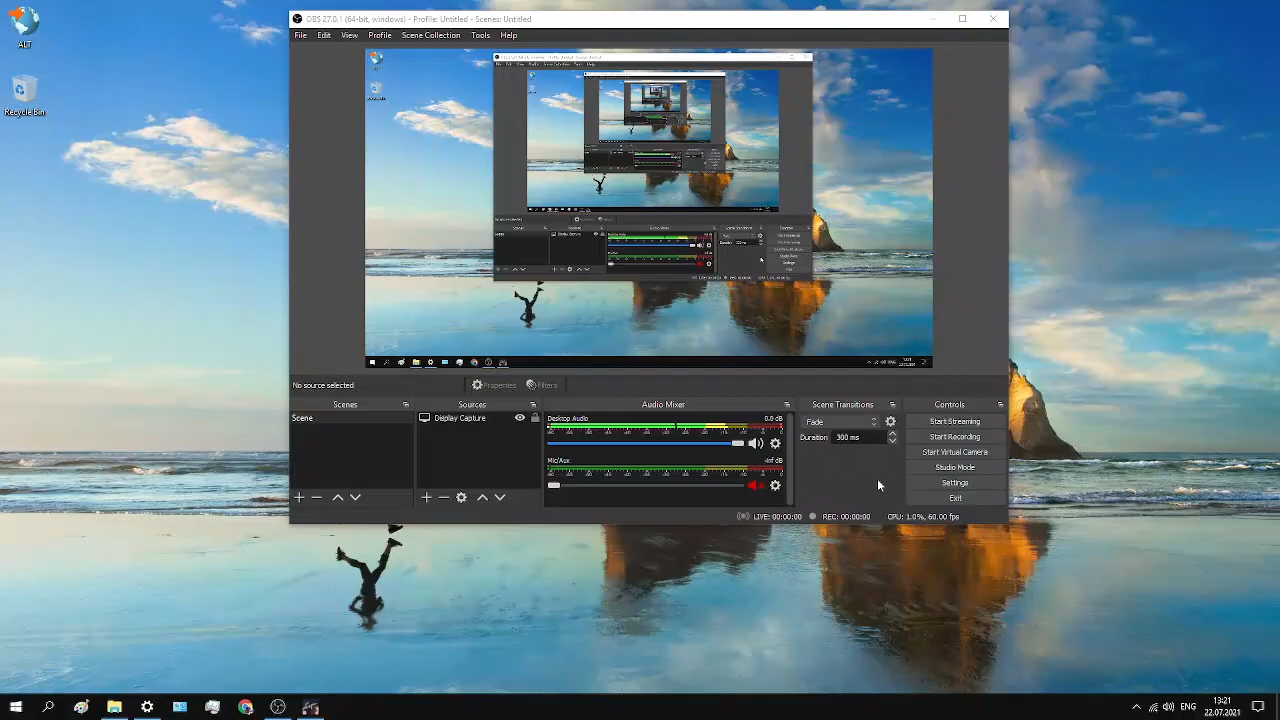 OBS 27.0.1 (64-bit, windows) - Profile: Untitled - Scenes: Untitled
File Edit View Profile Scene Collection Tools Help
Recycle Bin
No source selected
Properties
Filters
Scenes
Sources
Audio Mixer
Scene Transitions
Controls
Scene
Display Capture
Desktop Audio 0.0 dB
Mic/Aux -inf dB
Fade
Duration 300 ms
Start Streaming
Start Recording
Start Virtual Camera
Studio Mode
Settings
Exit
LIVE: 00:00:00
REC: 00:00:00
CPU: 1.0%, 60.00 fps
ENG
13:21
22.07.2021